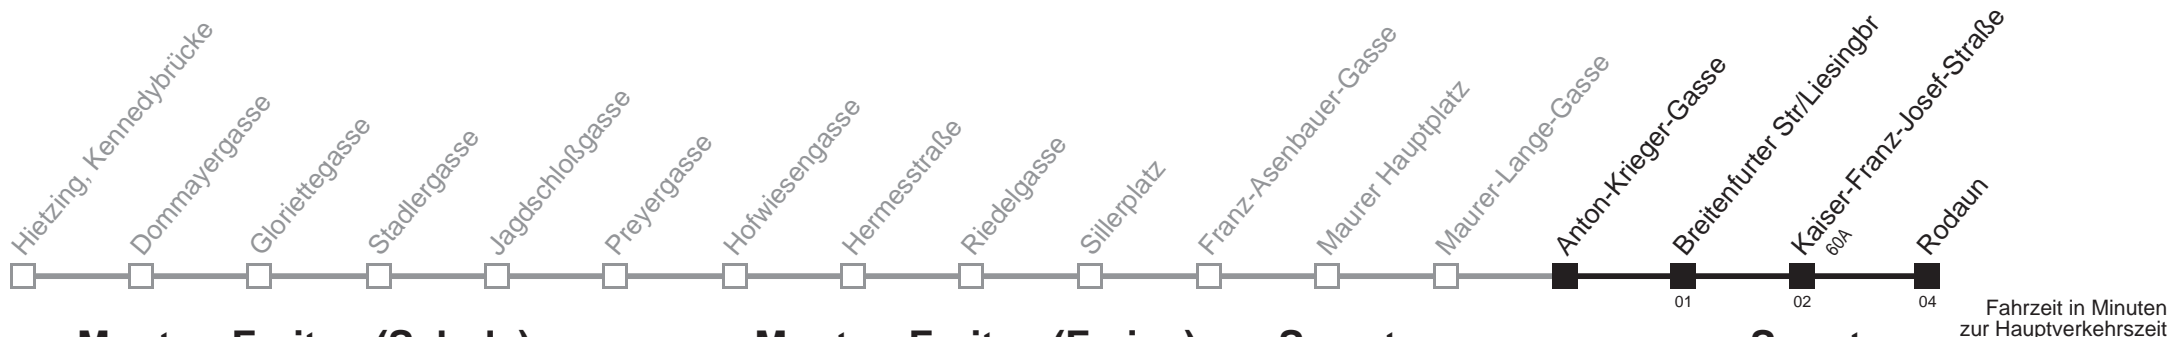 Hietzing, Kennedybrücke
Dommayergasse
Gloriettegasse
Stadlergasse
Jagdschloßgasse
Preyergasse
Hofwiesengasse
Hermesstraße
Riedelgasse
Sillerplatz
Franz-Asenbauer-Gasse
Maurer Hauptplatz
Maurer-Lange-Gasse
Anton-Krieger-Gasse
Breitenfurter Str/Liesingbr
Kaiser-Franz-Josef-Straße
60A
Rodaun
01
02
04
Fahrzeit in Minuten
zur Hauptverkehrszeit